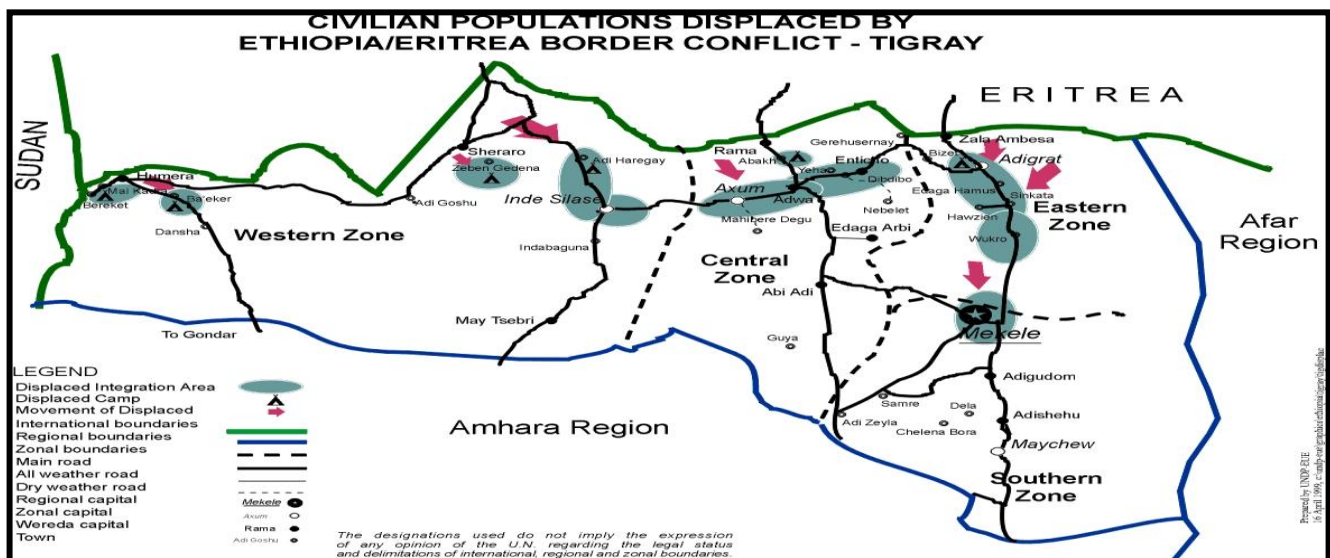 CIVILIAN POPULATIONS DISPLACED BY
ETHIOPIA/ERITREA BORDER CONFLICT - TIGRAY
SUDAN
ERITREA
Humera
Mai Kadra
Bereket
Ba'eker
Dansha
Western Zone
To Gondar
Adi Goshu
Sheraro
Zeben Gedena
Adi Haregay
Inde Silase
Indabaguna
May Tsebri
Rama
Abakh
Axum
Mahibere Degu
Adwa
Yeha
Enticho
Dibdibo
Nebelet
Gerehusernay
Edaga Arbi
Central
Zone
Abi Adi
Guya
Zala Ambesa
Bizet
Adigrat
Edaga Hamus
Sinkata
Hawzien
Wukro
Eastern
Zone
Afar
Region
Mekele
Adigudom
Samre
Dela
Adi Zeyla
Chelena Bora
Adishehu
Maychew
Southern
Zone
Amhara Region
LEGEND
Displaced Integration Area
Displaced Camp
Movement of Displaced
International boundaries
Regional boundaries
Zonal boundaries
Main road
All weather road
Dry weather road
Regional capital Mekele
Zonal capital Axum
Wereda capital Rama
Town Adi Goshu
The designations used do not imply the expression
of any opinion of the U.N. regarding the legal status
and delimitations of international, regional and zonal boundaries.
Prepared by UNDP-EUE
16 April 1999,